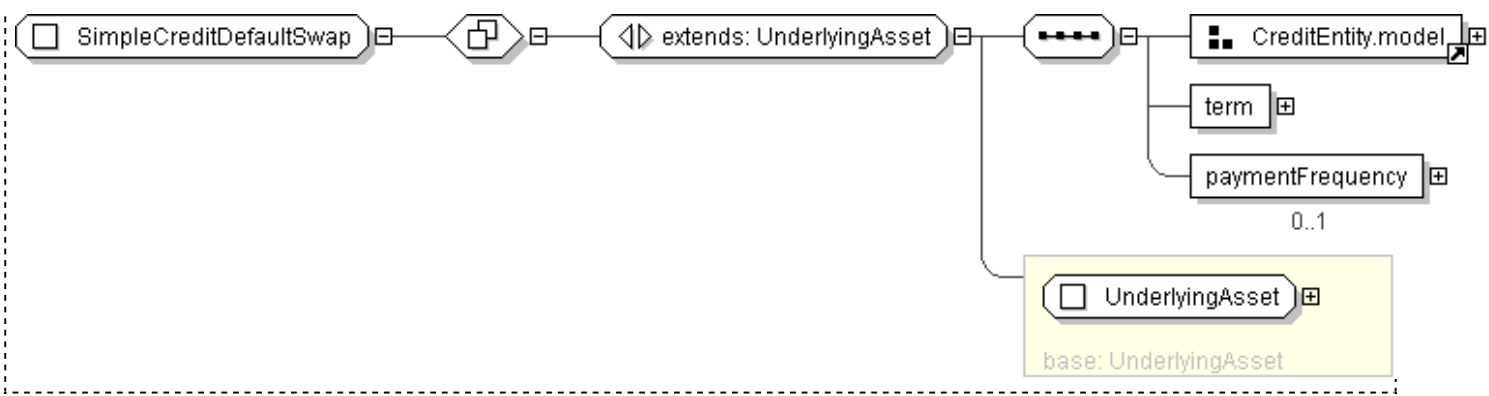 SimpleCreditDefaultSwap
extends: UnderlyingAsset
CreditEntity.model
term
paymentFrequency
0..1
UnderlyingAsset
base: UnderlyingAsset